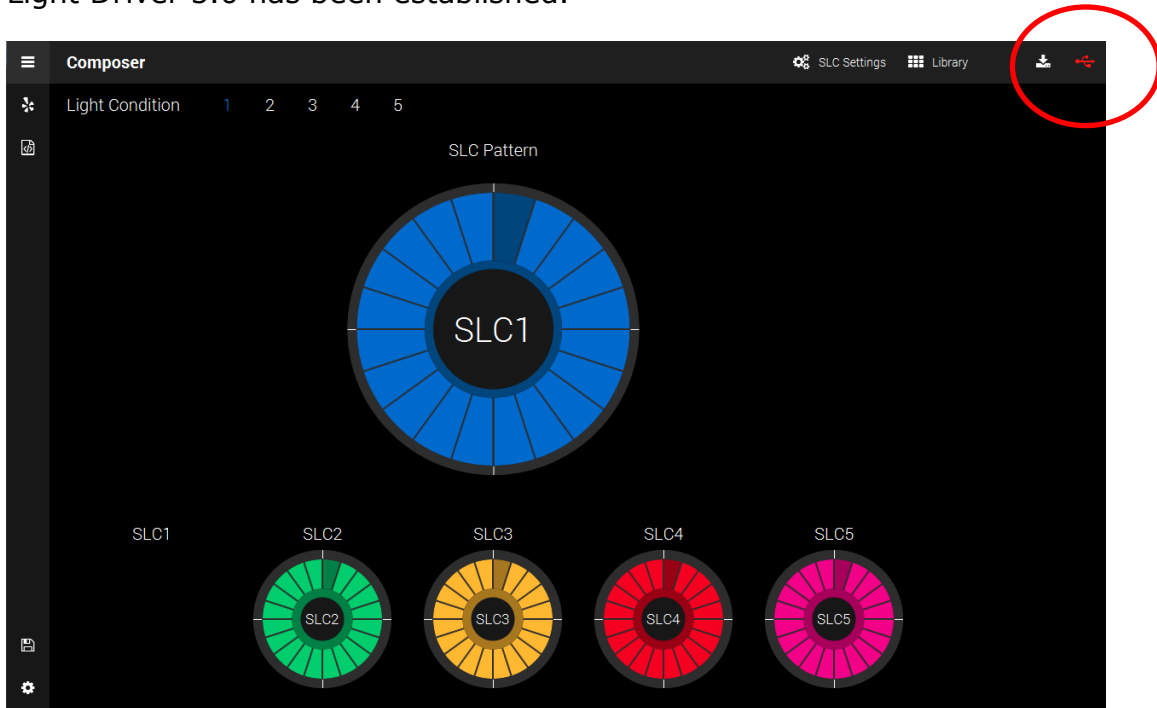 Light Driver 3.0 has been established.
Composer
SLC Settings
Library
Light Condition 1 2 3 4 5
SLC Pattern
SLC1
SLC1 SLC2 SLC3 SLC4 SLC5
SLC2 SLC3 SLC4 SLC5